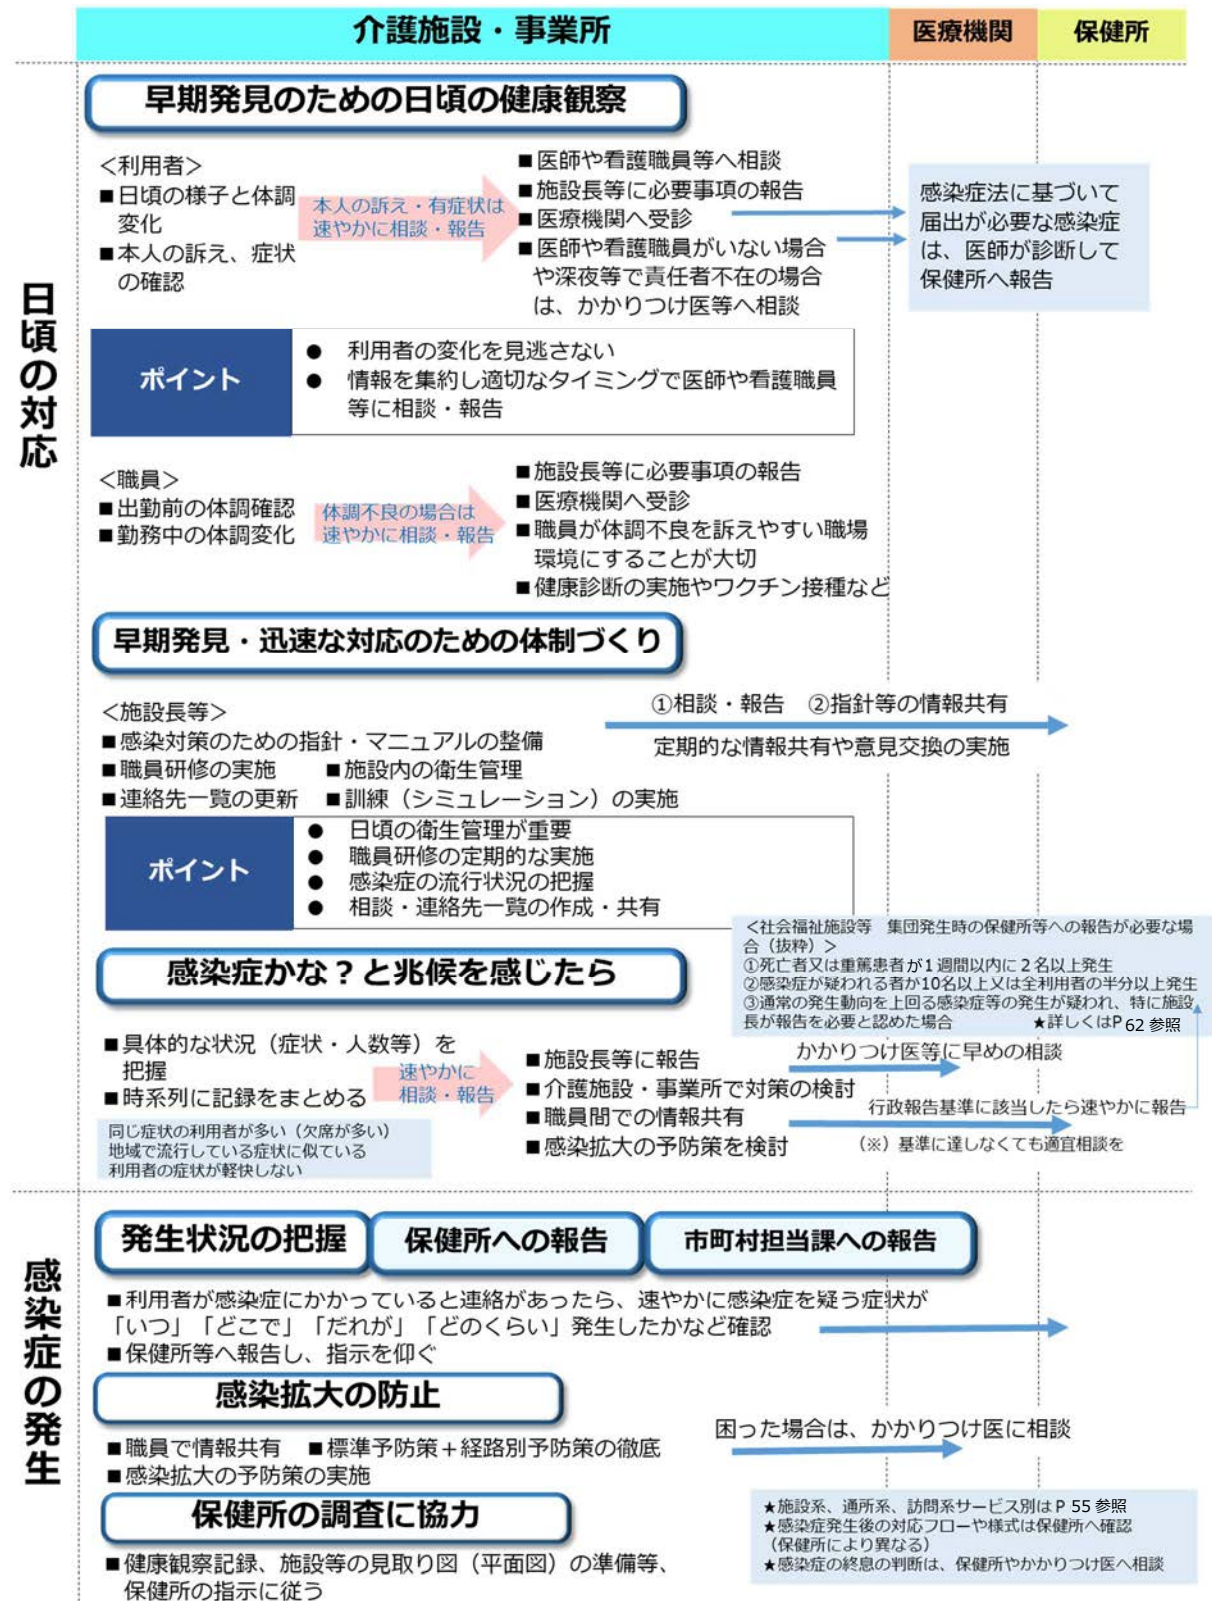 介護施設・事業所
医療機関
保健所
日頃の対応
早期発見のための日頃の健康観察
＜利用者＞
■日頃の様子と体調
変化
■本人の訴え、症状
の確認
本人の訴え・有症状は
速やかに相談・報告
■医師や看護職員等へ相談
■施設長等に必要事項の報告
■医療機関へ受診
■医師や看護職員がいない場合
や深夜等で責任者不在の場合
は、かかりつけ医等へ相談
感染症法に基づいて
届出が必要な感染症
は、医師が診断して
保健所へ報告
ポイント
● 利用者の変化を見逃さない
● 情報を集約し適切なタイミングで医師や看護職員
等に相談・報告
＜職員＞
■出勤前の体調確認
■勤務中の体調変化
体調不良の場合は
速やかに相談・報告
■施設長等に必要事項の報告
■医療機関へ受診
■職員が体調不良を訴えやすい職場
環境にすることが大切
■健康診断の実施やワクチン接種など
早期発見・迅速な対応のための体制づくり
＜施設長等＞
■感染対策のための指針・マニュアルの整備
■職員研修の実施 ■施設内の衛生管理
■連絡先一覧の更新 ■訓練（シミュレーション）の実施
①相談・報告 ②指針等の情報共有
定期的な情報共有や意見交換の実施
ポイント
● 日頃の衛生管理が重要
● 職員研修の定期的な実施
● 感染症の流行状況の把握
● 相談・連絡先一覧の作成・共有
＜社会福祉施設等 集団発生時の保健所等への報告が必要な場
合（抜粋）＞
①死亡者又は重篤患者が1週間以内に2名以上発生
②感染症が疑われる者が10名以上又は全利用者の半分以上発生
③通常の発生動向を上回る感染症等の発生が疑われ、特に施設
長が報告を必要と認めた場合 ★詳しくはP 62 参照
感染症かな？と兆候を感じたら
■具体的な状況（症状・人数等）を
把握
■時系列に記録をまとめる
速やかに
相談・報告
■施設長等に報告
■介護施設・事業所で対策の検討
■職員間での情報共有
■感染拡大の予防策を検討
かかりつけ医等に早めの相談
行政報告基準に該当したら速やかに報告
（※）基準に達しなくても適宜相談を
同じ症状の利用者が多い（欠席が多い）
地域で流行している症状に似ている
利用者の症状が軽快しない
感染症の発生
発生状況の把握
保健所への報告
市町村担当課への報告
■利用者が感染症にかかっていると連絡があったら、速やかに感染症を疑う症状が
「いつ」「どこで」「だれが」「どのくらい」発生したかなど確認
■保健所等へ報告し、指示を仰ぐ
感染拡大の防止
■職員で情報共有 ■標準予防策＋経路別予防策の徹底
■感染拡大の予防策の実施
困った場合は、かかりつけ医に相談
保健所の調査に協力
■健康観察記録、施設等の見取り図（平面図）の準備等、
保健所の指示に従う
★施設系、通所系、訪問系サービス別はP 55 参照
★感染症発生後の対応フローや様式は保健所へ確認
（保健所により異なる）
★感染症の終息の判断は、保健所やかかりつけ医へ相談